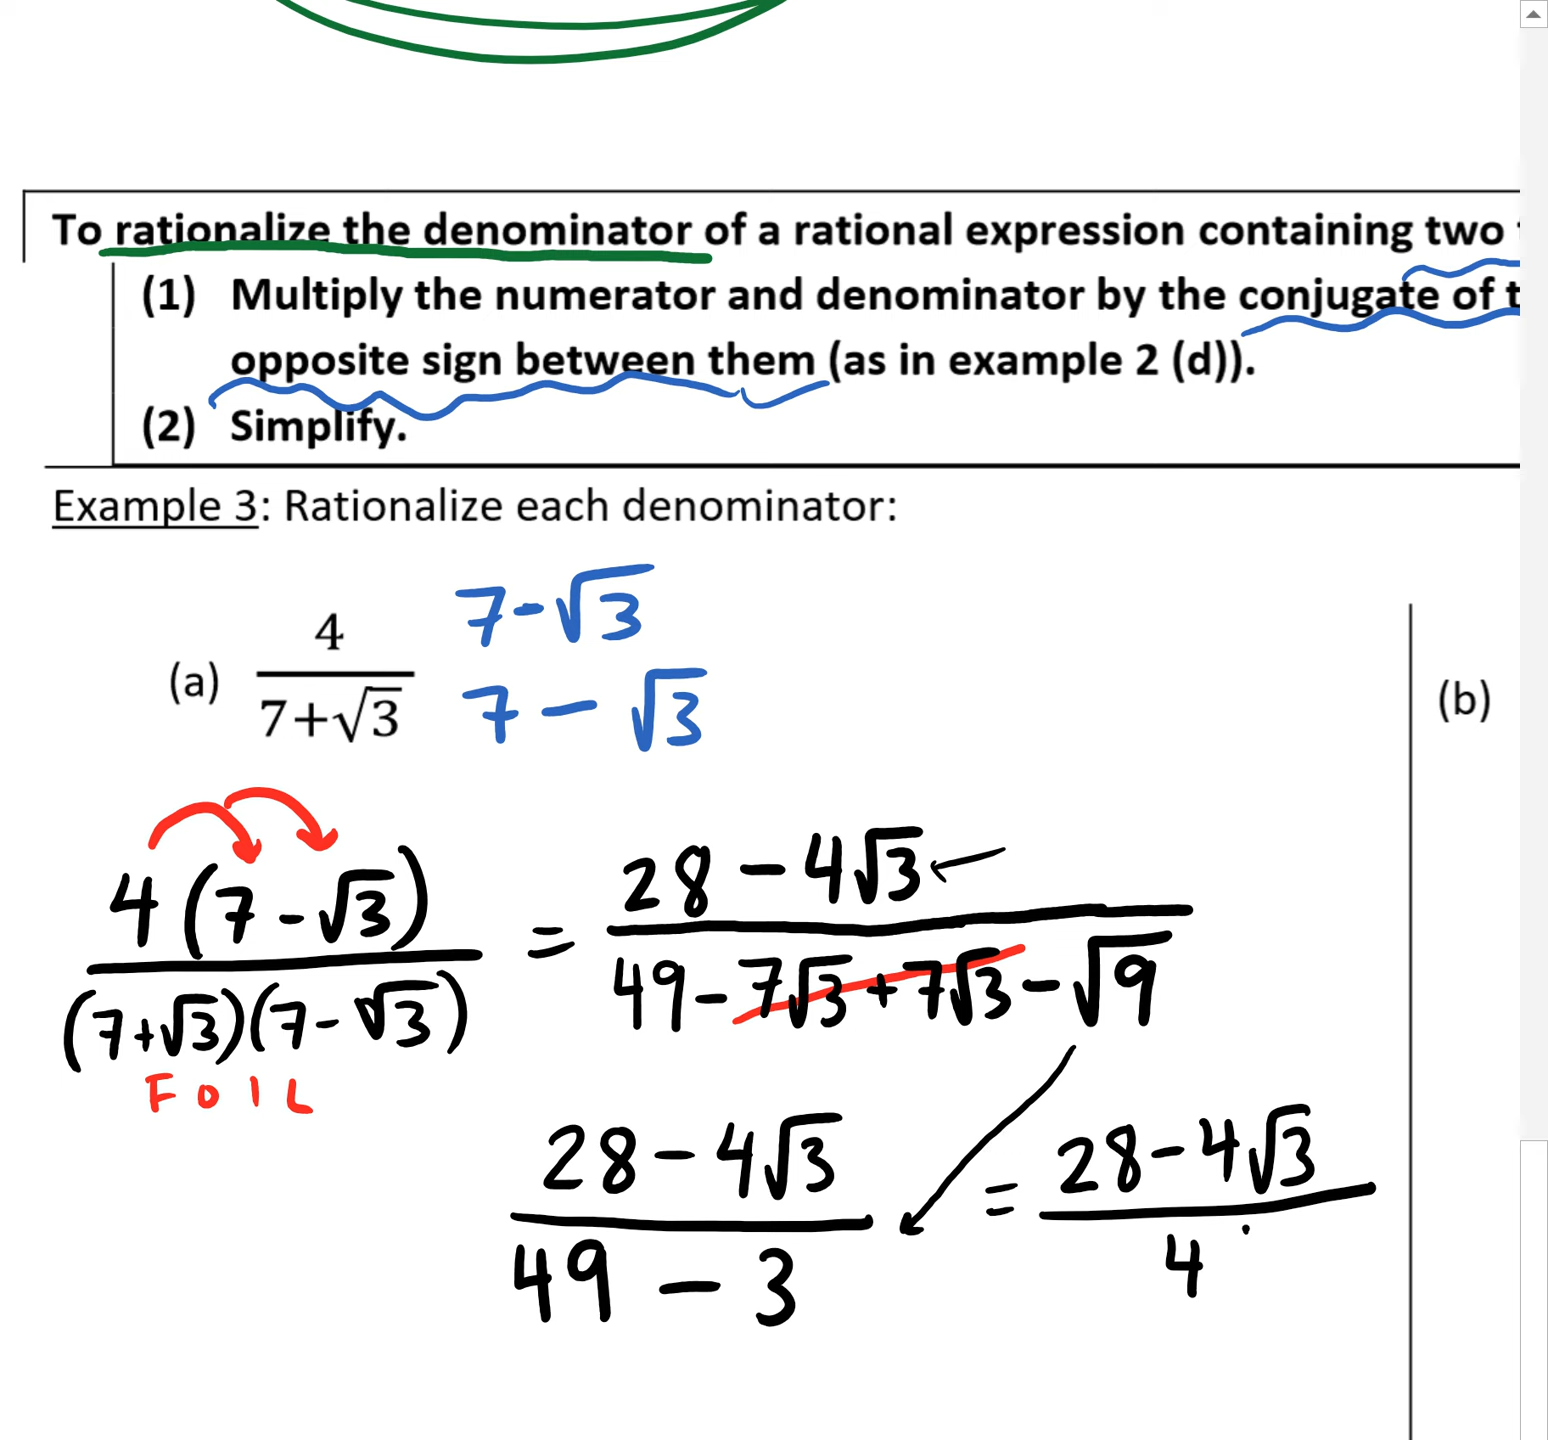 To rationalize the denominator of a rational expression containing two
(1) Multiply the numerator and denominator by the conjugate of t
opposite sign between them (as in example 2 (d)).
(2) Simplify.
Example 3: Rationalize each denominator:
(a) 4/(7+√3)
7-√3
7 - √3
(b)
4(7-√3)/((7+√3)(7-√3)) = (28-4√3)/(49-7√3+7√3-√9)
F O I L
(28-4√3)/(49-3) = (28-4√3)/4